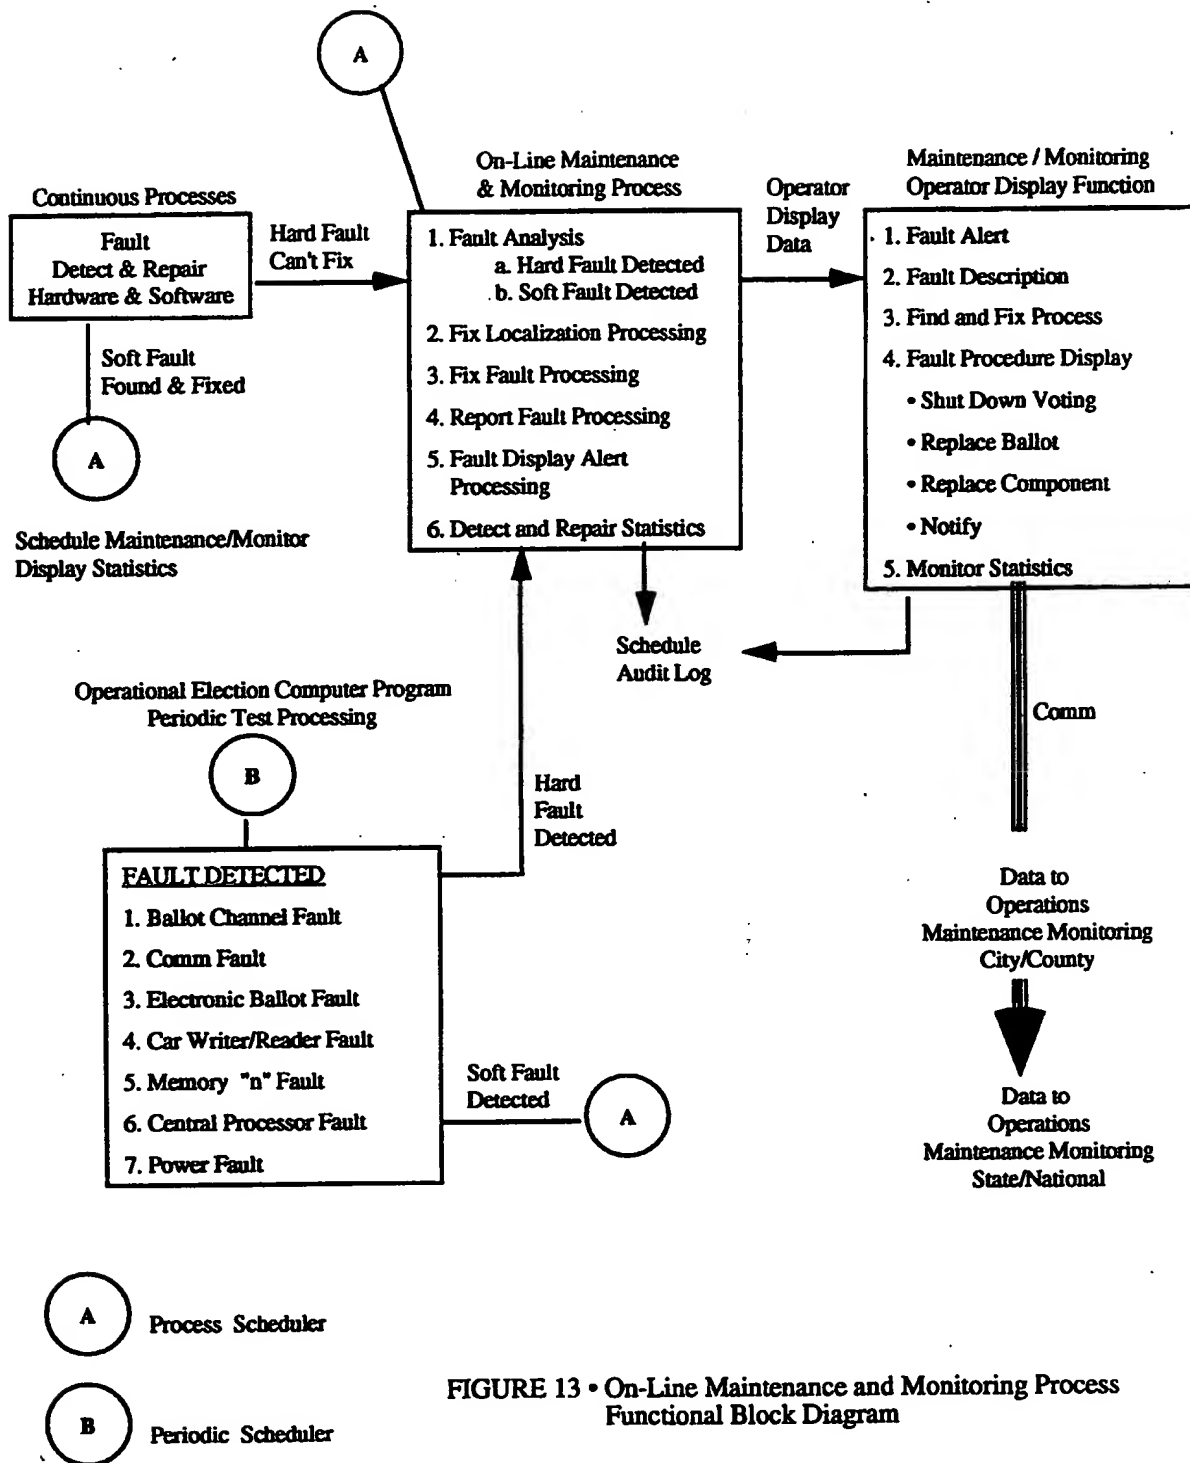 A
Continuous Processes
Fault
Detect & Repair
Hardware & Software
Hard Fault
Can't Fix
Soft Fault
Found & Fixed
A
Schedule Maintenance/Monitor
Display Statistics
On-Line Maintenance
& Monitoring Process
1. Fault Analysis
a. Hard Fault Detected
b. Soft Fault Detected
2. Fix Localization Processing
3. Fix Fault Processing
4. Report Fault Processing
5. Fault Display Alert
Processing
6. Detect and Repair Statistics
Operator
Display
Data
Maintenance / Monitoring
Operator Display Function
1. Fault Alert
2. Fault Description
3. Find and Fix Process
4. Fault Procedure Display
• Shut Down Voting
• Replace Ballot
• Replace Component
• Notify
5. Monitor Statistics
Schedule
Audit Log
Comm
Operational Election Computer Program
Periodic Test Processing
B
Hard
Fault
Detected
FAULT DETECTED
1. Ballot Channel Fault
2. Comm Fault
3. Electronic Ballot Fault
4. Car Writer/Reader Fault
5. Memory "n" Fault
6. Central Processor Fault
7. Power Fault
Soft Fault
Detected
A
Data to
Operations
Maintenance Monitoring
City/County
Data to
Operations
Maintenance Monitoring
State/National
A
Process Scheduler
B
Periodic Scheduler
FIGURE 13 • On-Line Maintenance and Monitoring Process
Functional Block Diagram